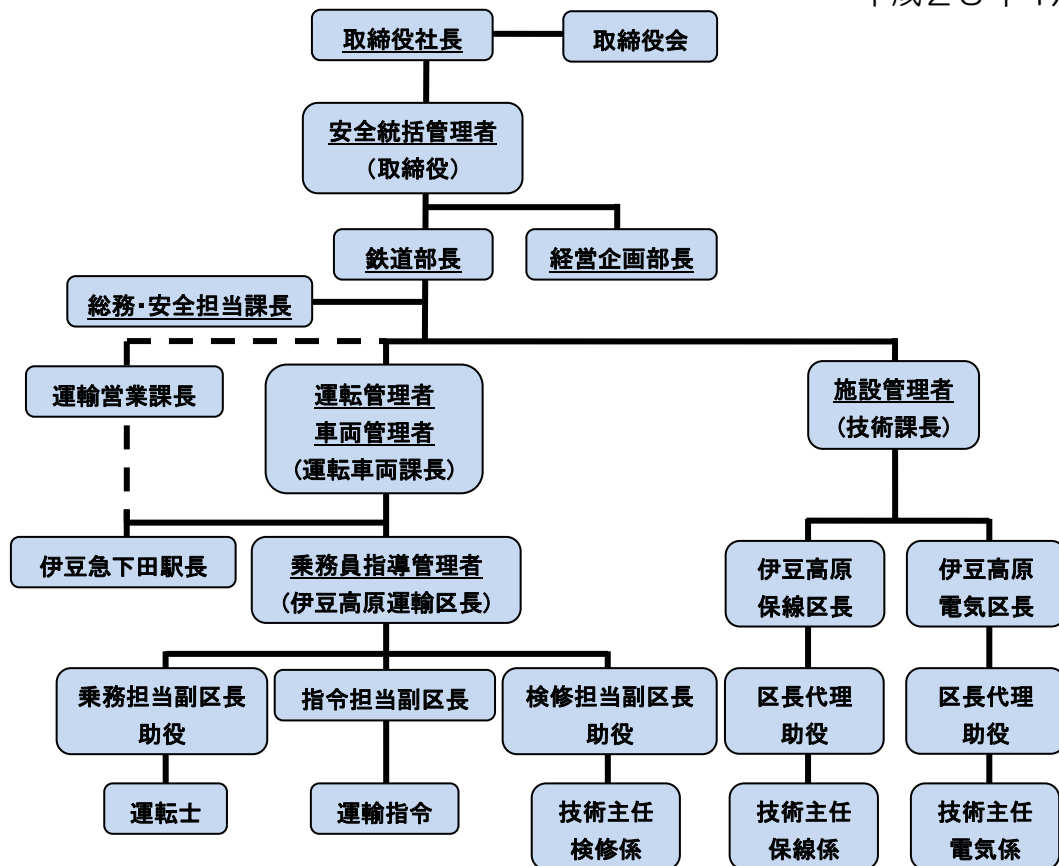 取締役社長
取締役会
安全統括管理者
(取締役)
鉄道部長
経営企画部長
総務・安全担当課長
運輸営業課長
運転管理者
車両管理者
(運転車両課長)
施設管理者
(技術課長)
伊豆急下田駅長
乗務員指導管理者
(伊豆高原運輸区長)
伊豆高原
保線区長
伊豆高原
電気区長
乗務担当副区長
助役
指令担当副区長
検修担当副区長
助役
区長代理
助役
区長代理
助役
運転士
運輸指令
技術主任
検修係
技術主任
保線係
技術主任
電気係